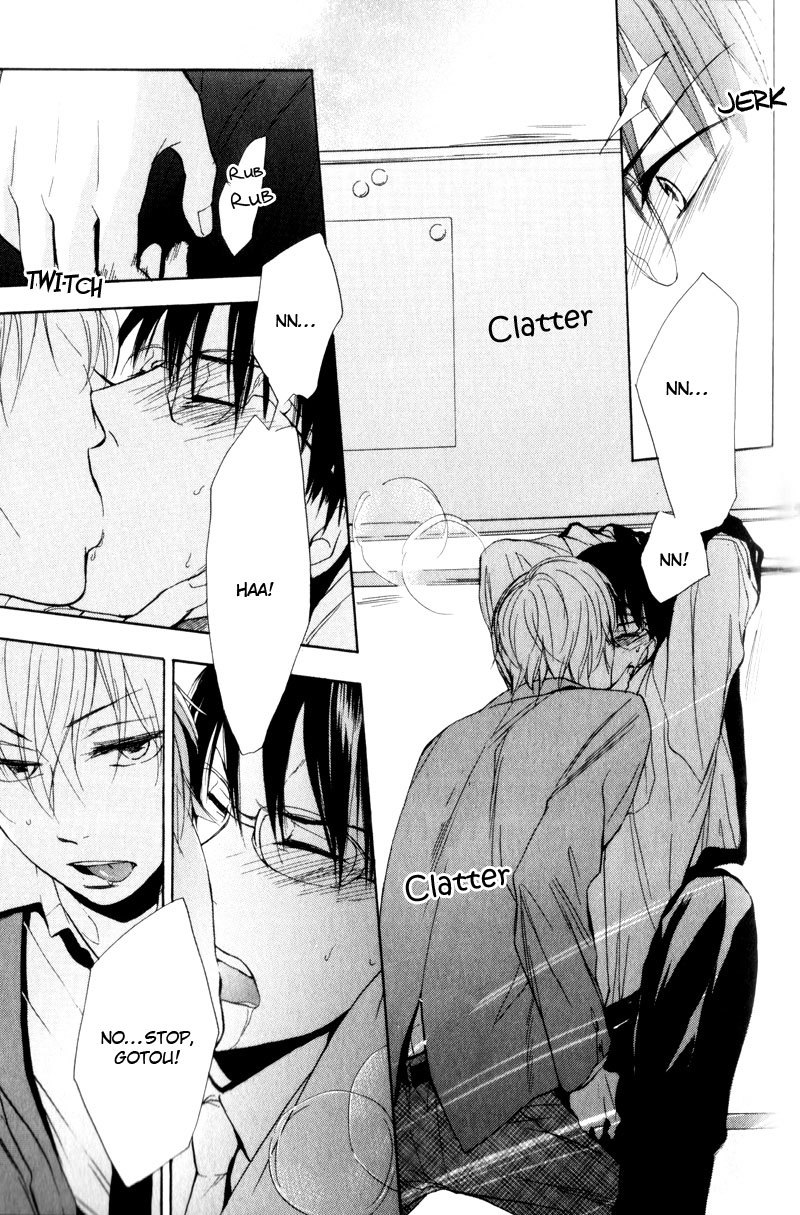 JERK
Clatter
NN...
NN!
Clatter
RUB
RUB
TWITCH
NN...
HAA!
NO...STOP,
GOTOU!